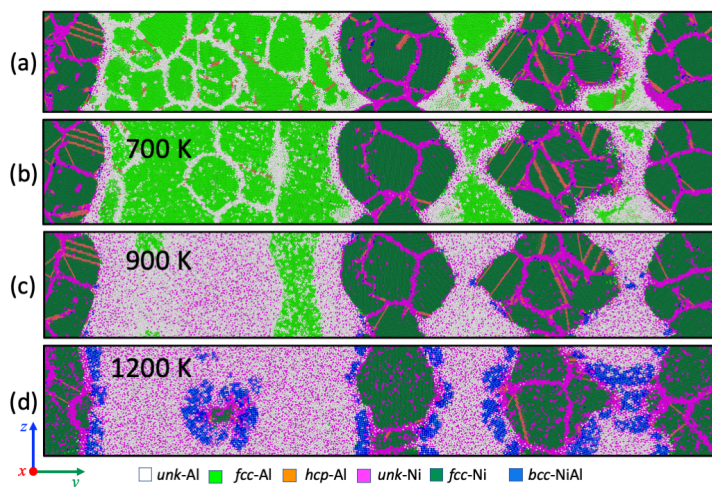 (a)
700 K
(b)
900 K
(c)
1200 K
(d)
z
x
y
unk-Al fcc-Al hcp-Al unk-Ni fcc-Ni bcc-NiAl